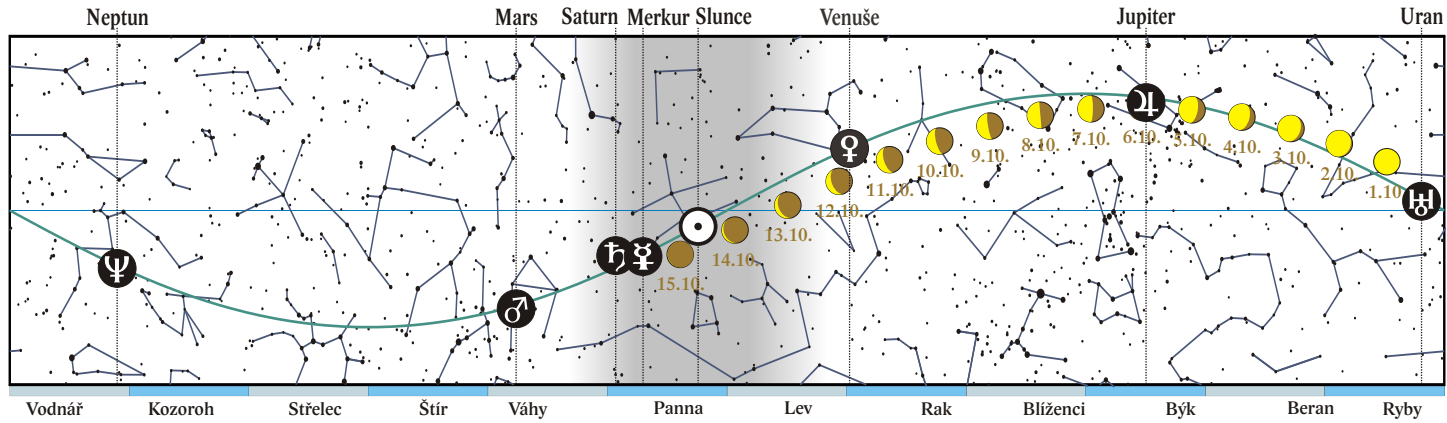 Neptun Mars Saturn Merkur Slunce Venuše Jupiter Uran
15.10. 14.10. 13.10. 12.10. 11.10. 10.10. 9.10. 8.10. 7.10. 6.10. 5.10. 4.10. 3.10. 2.10. 1.10.
Vodnář Kozoroh Střelec Štír Váhy Panna Lev Rak Blíženci Býk Beran Ryby